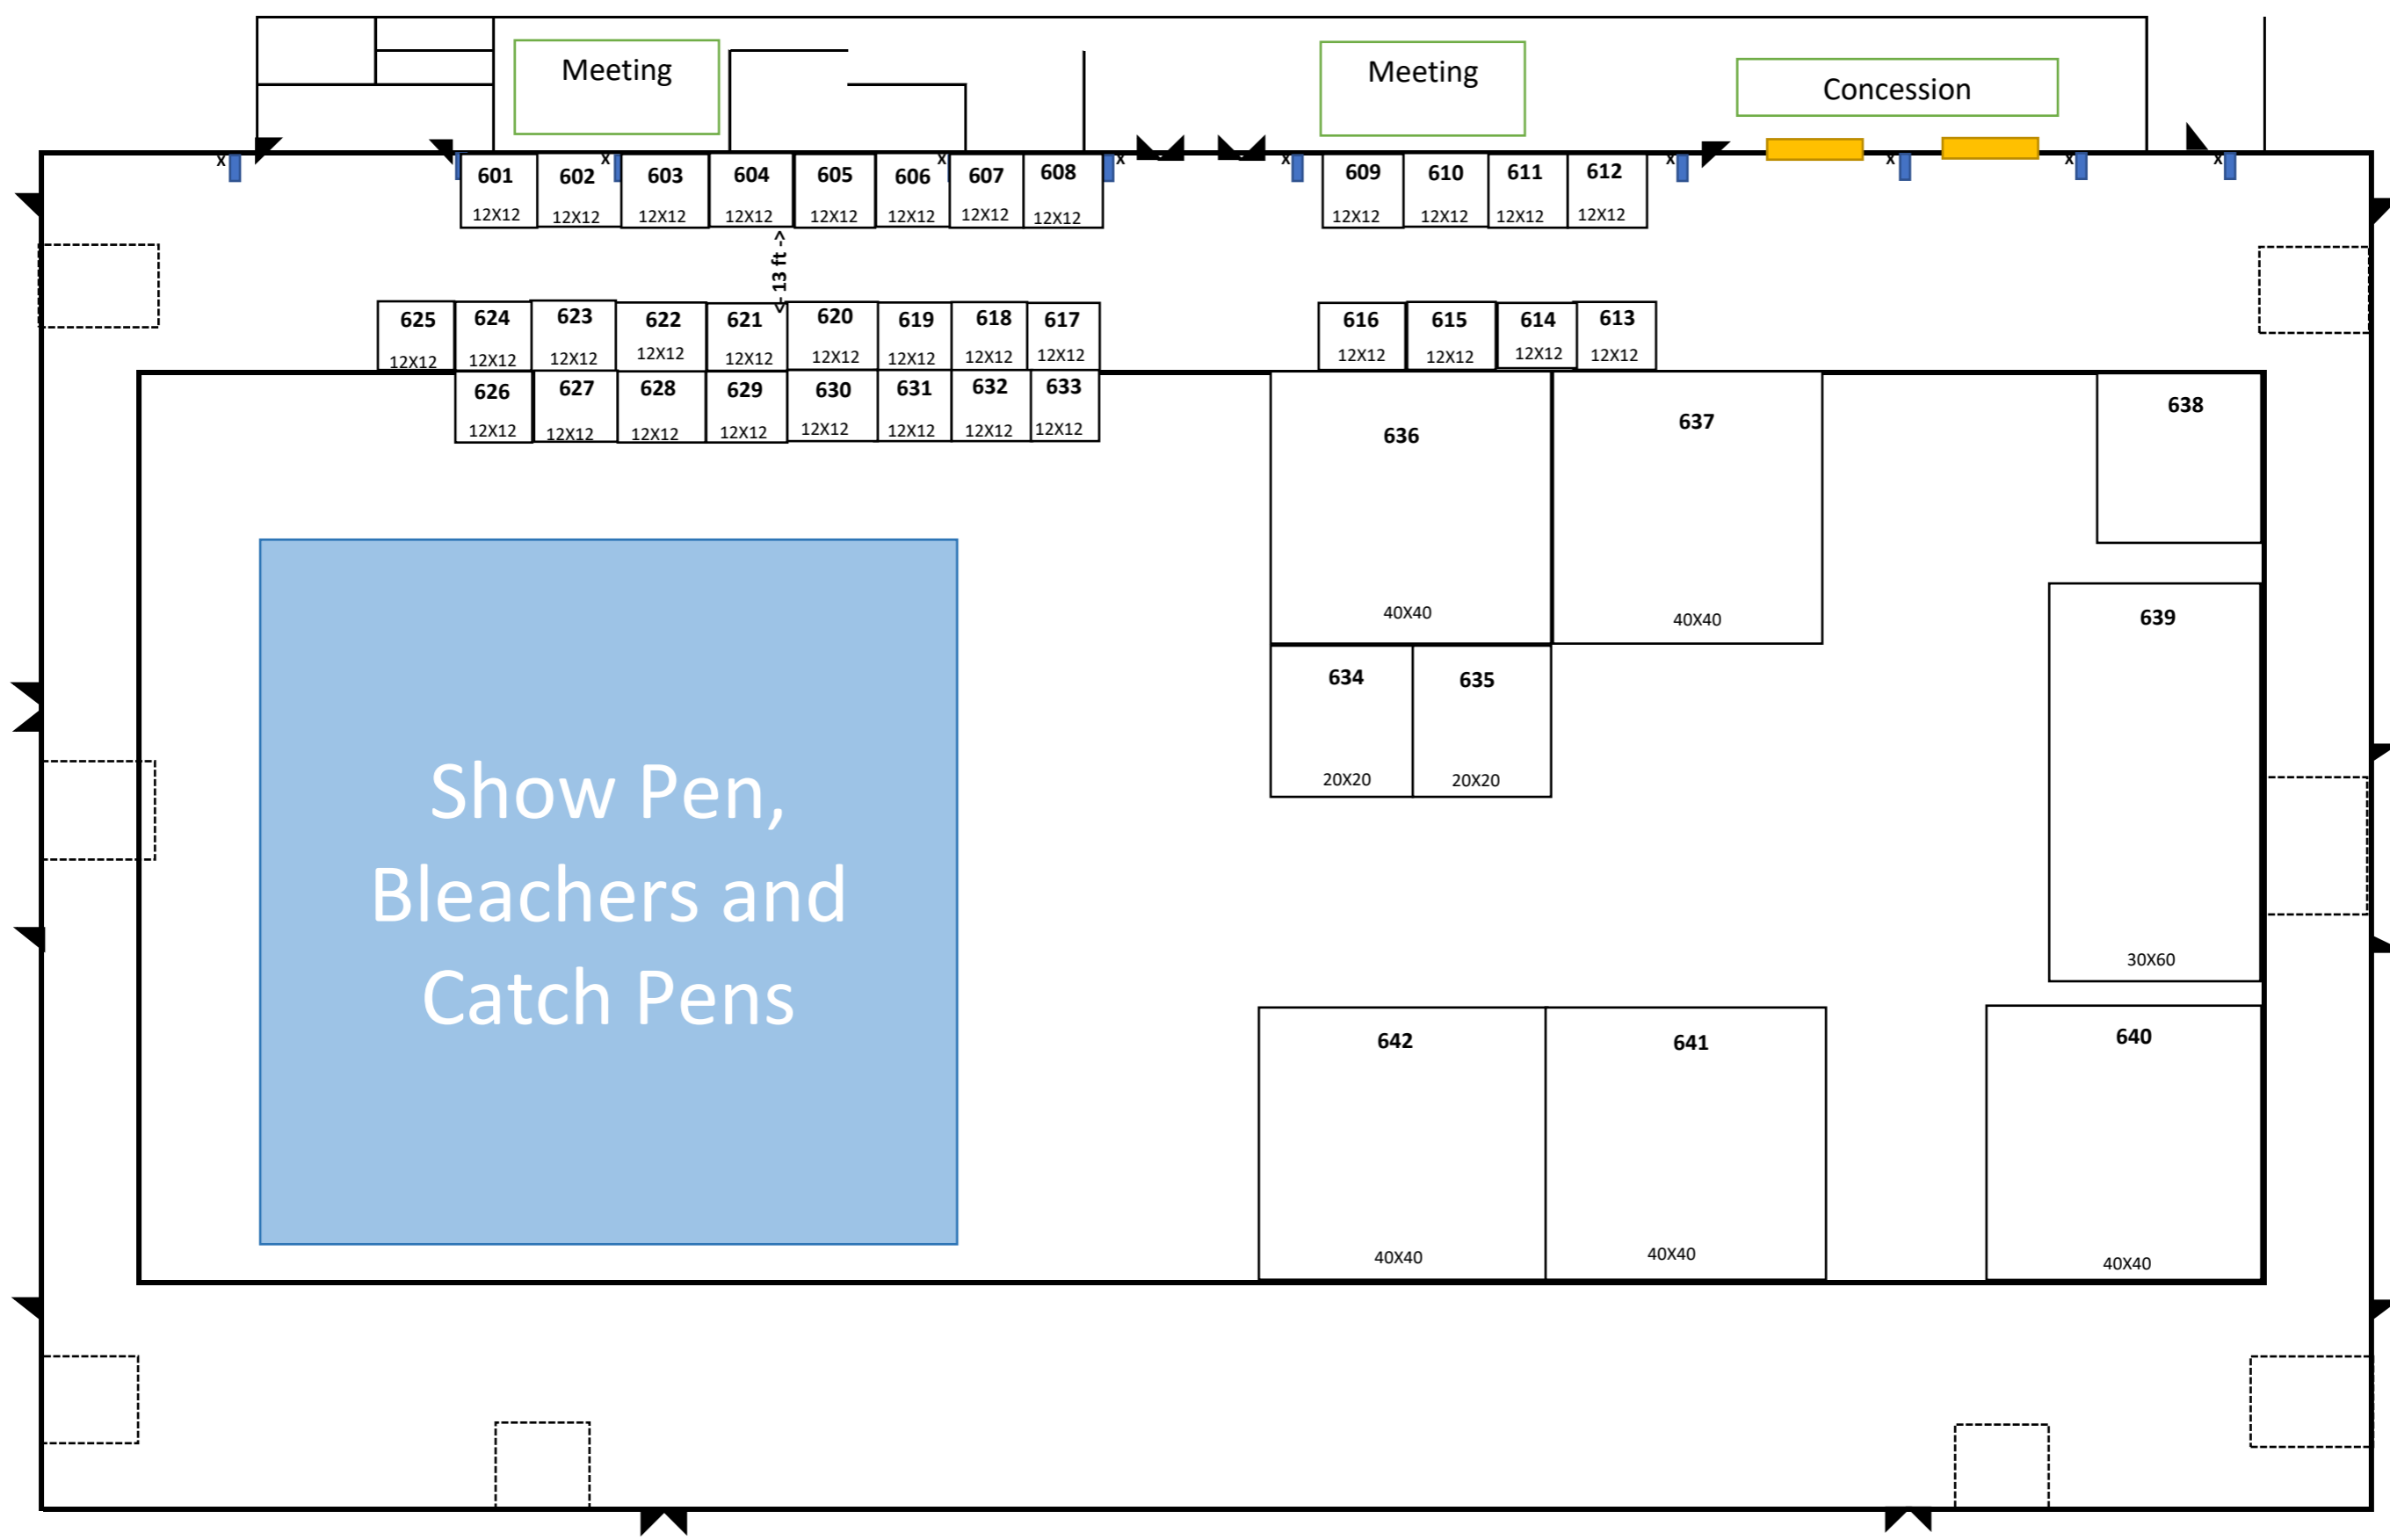 Meeting
Meeting
Concession
x
x
x
x
x
x
x
x
x
601 602 603 604 605 606 607 608
12X12 12X12 12X12 12X12 12X12 12X12 12X12 12X12
609 610 611 612
12X12 12X12 12X12 12X12
<- 13 ft ->
625 624 623 622 621 620 619 618 617
12X12 12X12 12X12 12X12 12X12 12X12 12X12 12X12 12X12
616 615 614 613
12X12 12X12 12X12 12X12
626 627 628 629 630 631 632 633
12X12 12X12 12X12 12X12 12X12 12X12 12X12 12X12
636
40X40
637
40X40
638
634
20X20
635
20X20
639
30X60
Show Pen,
Bleachers and
Catch Pens
642
40X40
641
40X40
640
40X40